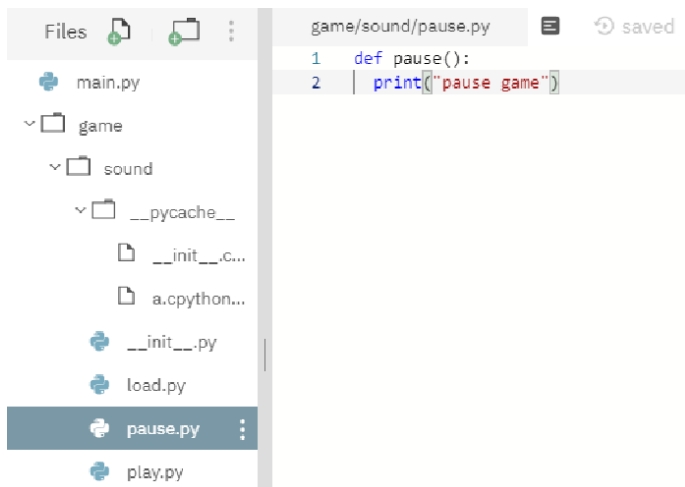 Files
main.py
game
sound
__pycache__
__init__.c...
a.cpython...
__init__.py
load.py
pause.py
play.py
game/sound/pause.py saved
1 def pause():
2 print("pause game")